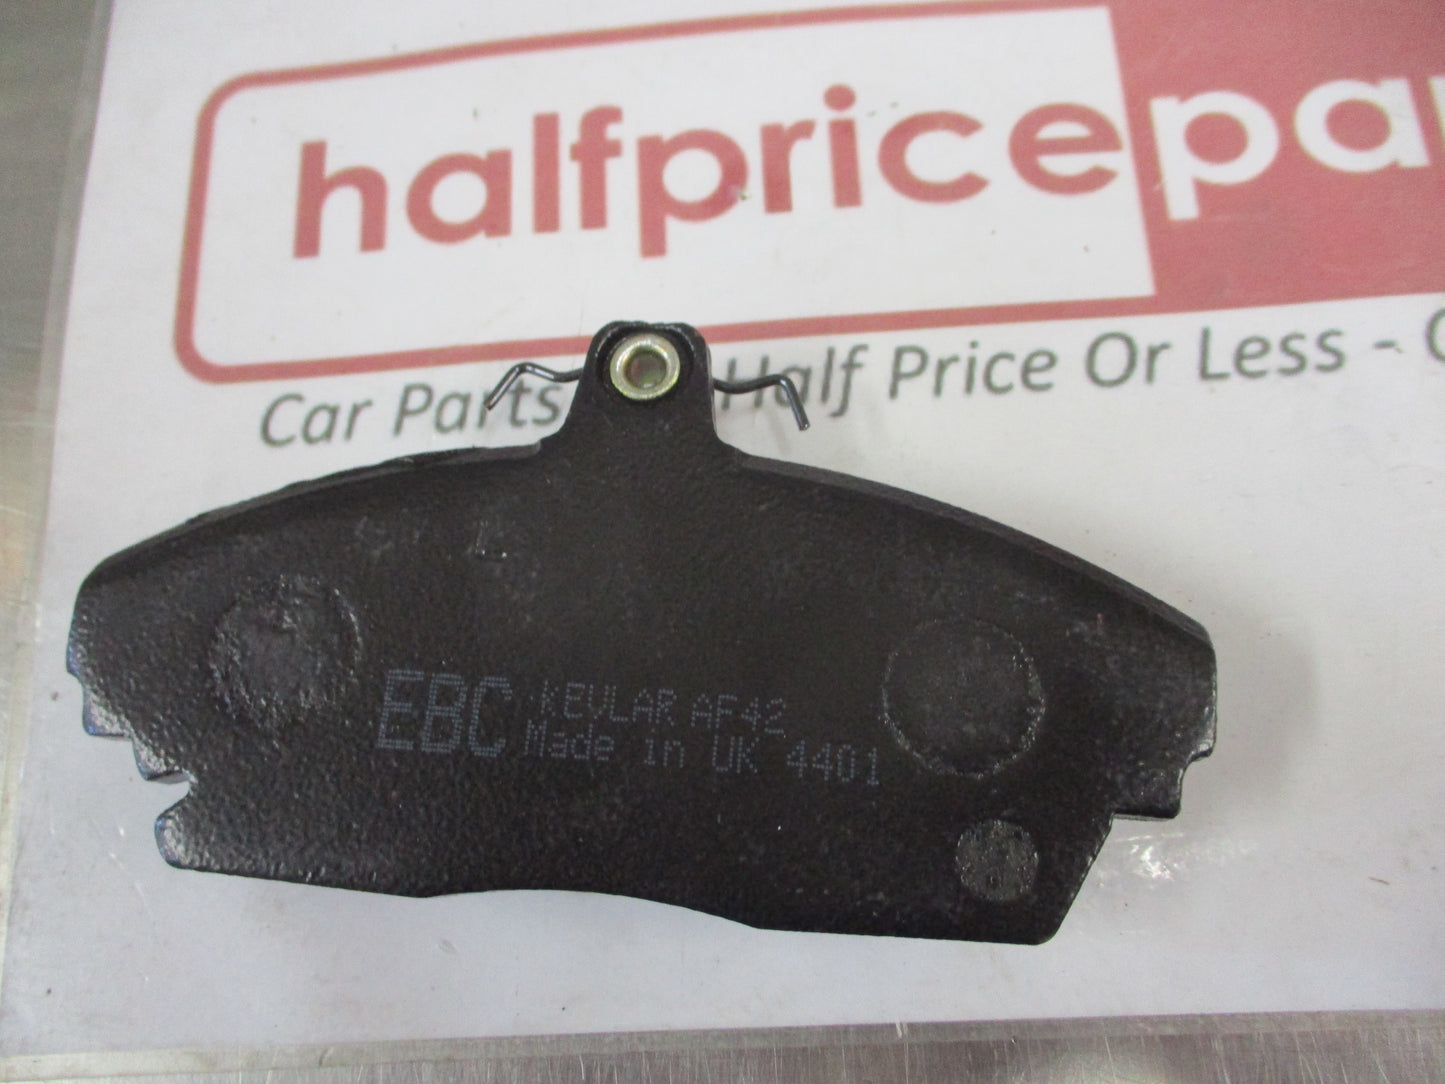 halfpricepa
Car Parts Half Price Or Less -
EBC KEVLAR AF42
Made in UK 4401